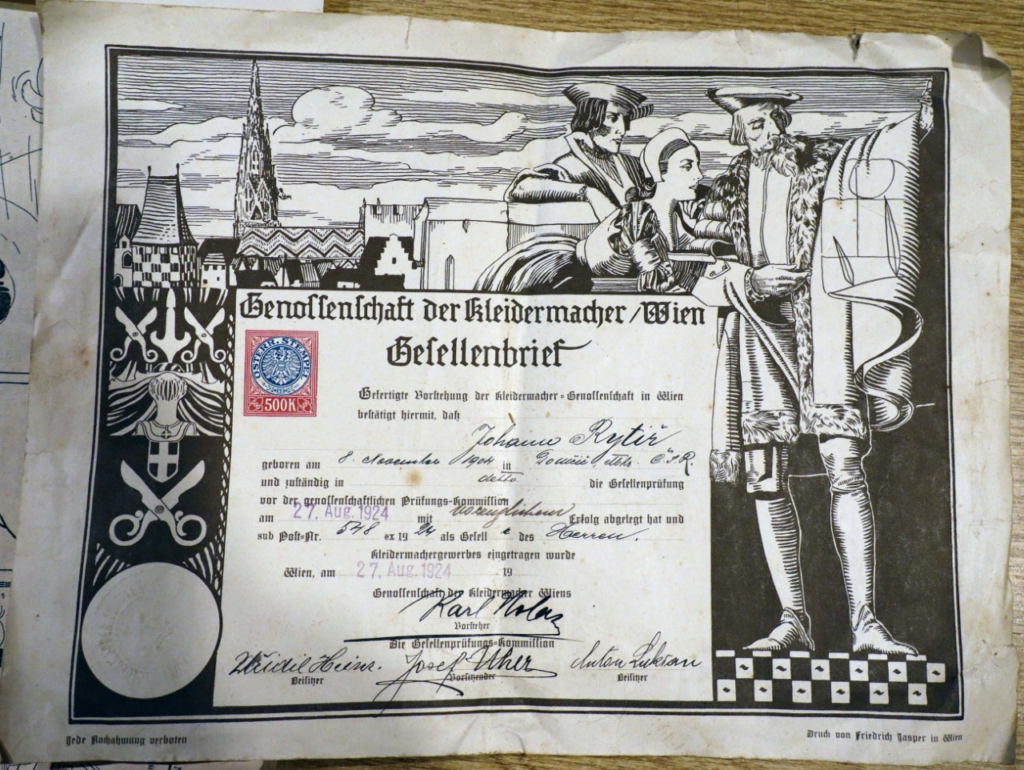 Genossenschaft der Kleidermacher/Wien
Gesellenbrief
ÖSTERR. STEMPEL
500K
Gefertigte Vorstehung der Kleidermacher-Genossenschaft in Wien
bestätigt hiermit, daß
Johann Rytíř
geboren am 8. November 1904 in Č.S.R.
und zuständig in detto die Gesellenprüfung
vor der genossenschaftlichen Prüfungs-Kommission
am 27. Aug. 1924 mit Erfolg abgelegt hat und
sub Post-Nr. 548 ex 1924 als Gesell e des Herren.
Kleidermachergewerbes eingetragen wurde
Wien, am 27. Aug. 1924 19
Genossenschaft der Kleidermacher Wiens
Karl
Vorsteher
Die Gesellenprüfungs-Kommission
Josef Uher Anton
Beisitzer Vorsitzender Beisitzer
Jede Nachahmung verboten Druck von Friedrich Jasper in Wien